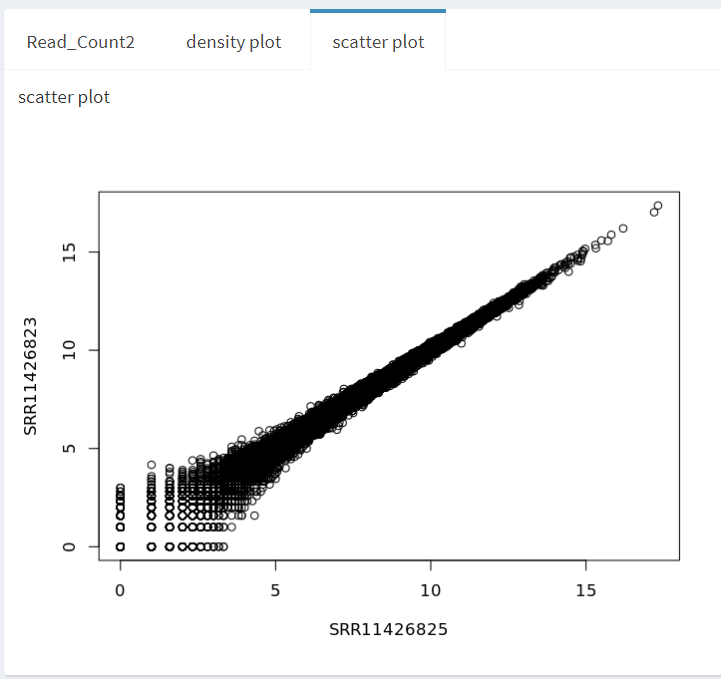 Read_Count2 density plot scatter plot
scatter plot
15
10
5
0
SRR11426823
0 5 10 15
SRR11426825